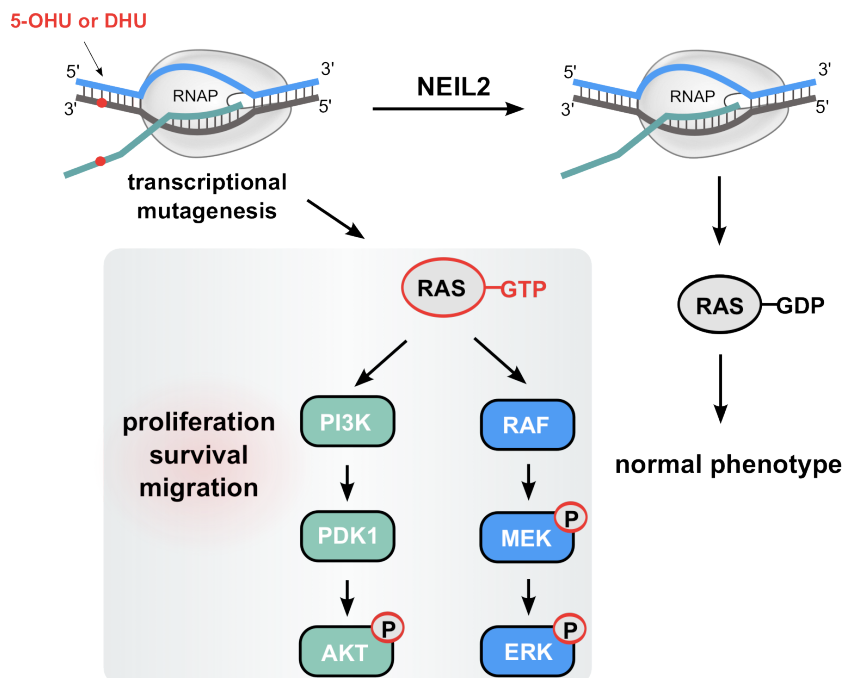 5-OHU or DHU
5'
3'
3'
5'
RNAP
NEIL2
5'
3'
3'
5'
RNAP
transcriptional
mutagenesis
RAS
GTP
RAS
GDP
PI3K
RAF
proliferation
survival
migration
normal phenotype
PDK1
MEK
P
AKT
P
ERK
P